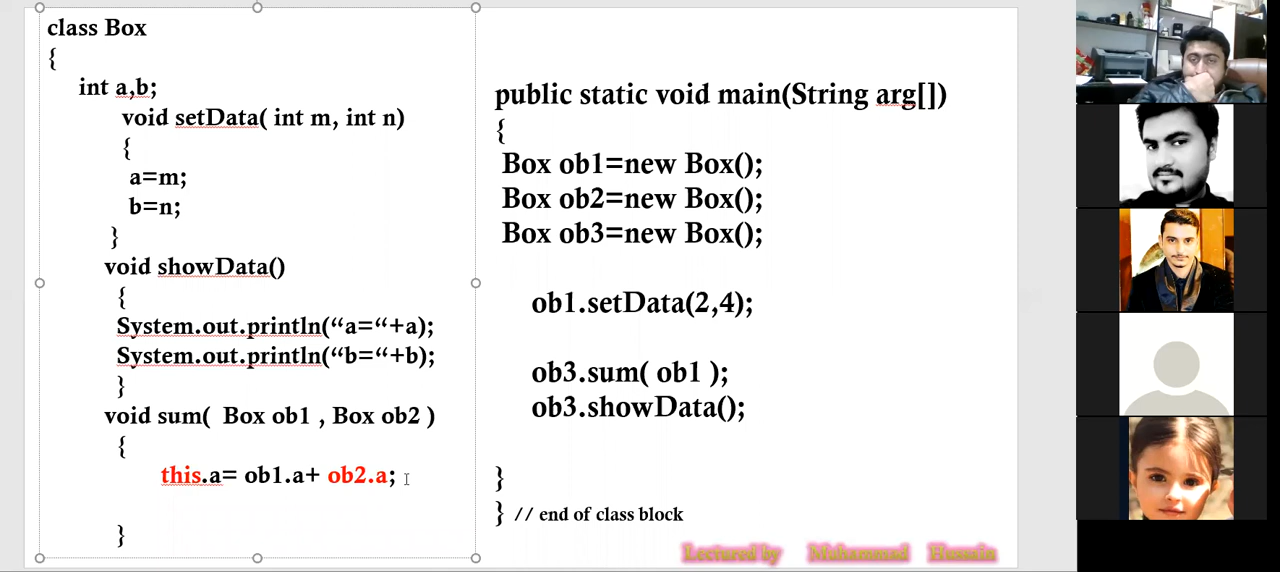 class Box
{
int a,b;
void setData( int m, int n)
{
a=m;
b=n;
}
void showData()
{
System.out.println(“a=“+a);
System.out.println(“b=“+b);
}
void sum( Box ob1 , Box ob2 )
{
this.a= ob1.a+ ob2.a;
}
public static void main(String arg[])
{
Box ob1=new Box();
Box ob2=new Box();
Box ob3=new Box();
ob1.setData(2,4);
ob3.sum( ob1 );
ob3.showData();
}
} // end of class block
Lectured by Muhammad Hussain